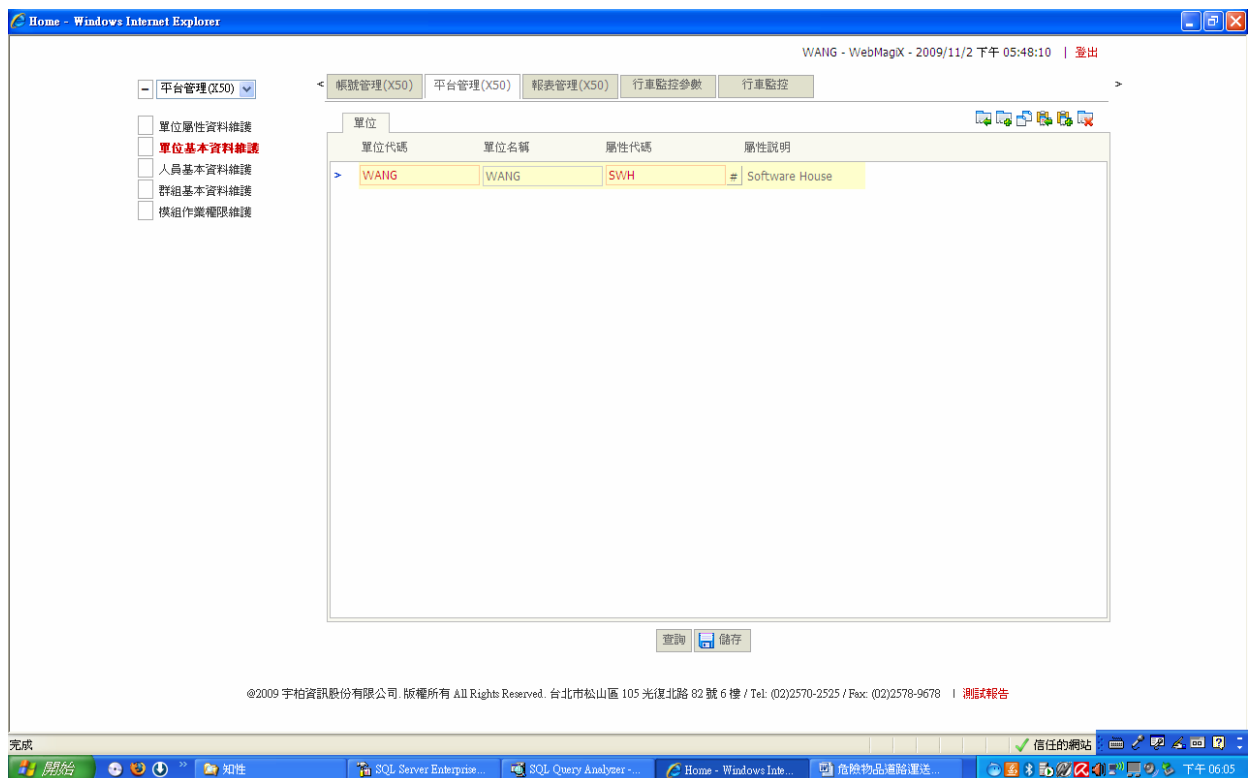 Home - Windows Internet Explorer
WANG - WebMagiX - 2009/11/2 下午 05:48:10 | 登出
平台管理(X50)
< 帳號管理(X50) 平台管理(X50) 報表管理(X50) 行車監控參數 行車監控 >
單位屬性資料維護
單位基本資料維護
人員基本資料維護
群組基本資料維護
模組作業權限維護
單位
單位代碼 單位名稱 屬性代碼 屬性說明
> WANG WANG SWH # Software House
查詢 儲存
@2009 宇柏資訊股份有限公司. 版權所有 All Rights Reserved. 台北市松山區 105 光復北路 82 號 6 樓 / Tel: (02)2570-2525 / Fax: (02)2578-9678 | 測試報告
完成 信任的網站
開始 » 知性 SQL Server Enterprise... SQL Query Analyzer -... Home - Windows Inte... 危險物品道路運送... 下午 06:05